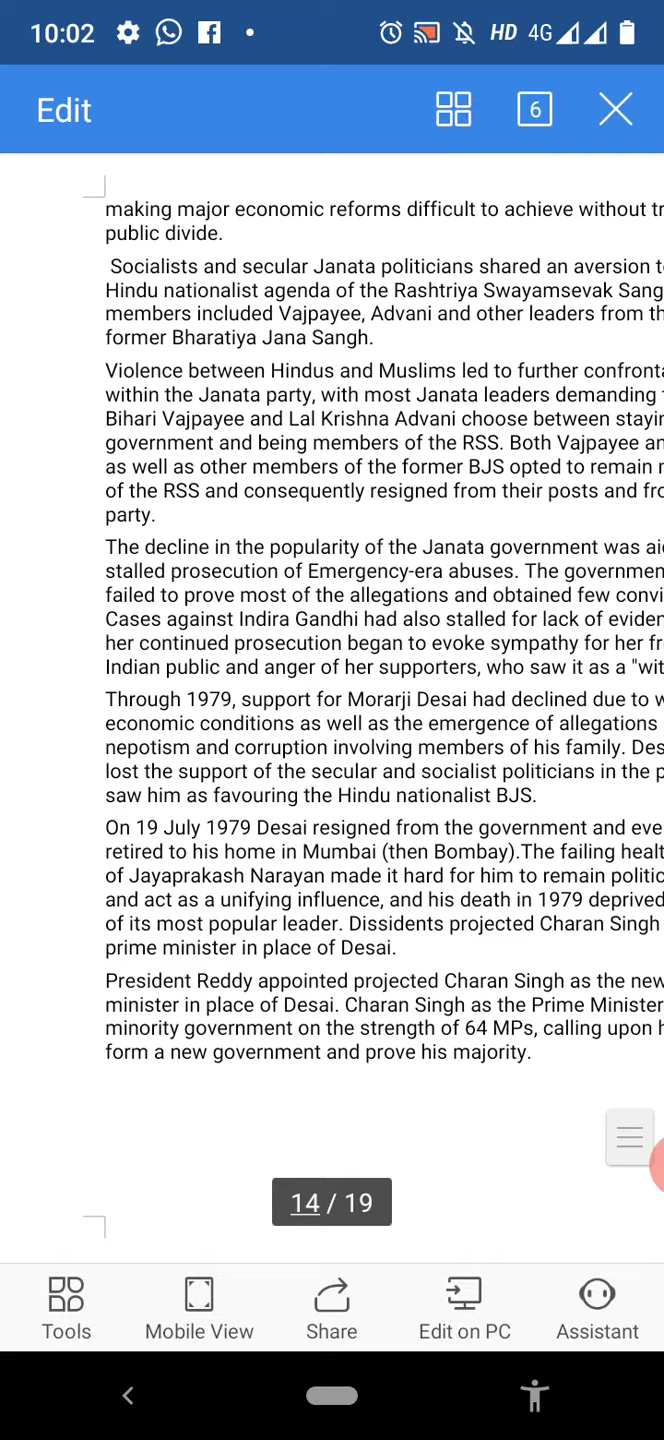 10:02
HD 4G
Edit
6
making major economic reforms difficult to achieve without tr
public divide.
Socialists and secular Janata politicians shared an aversion t
Hindu nationalist agenda of the Rashtriya Swayamsevak Sang
members included Vajpayee, Advani and other leaders from th
former Bharatiya Jana Sangh.
Violence between Hindus and Muslims led to further confronta
within the Janata party, with most Janata leaders demanding
Bihari Vajpayee and Lal Krishna Advani choose between stayin
government and being members of the RSS. Both Vajpayee an
as well as other members of the former BJS opted to remain
of the RSS and consequently resigned from their posts and fro
party.
The decline in the popularity of the Janata government was aid
stalled prosecution of Emergency-era abuses. The governmen
failed to prove most of the allegations and obtained few convi
Cases against Indira Gandhi had also stalled for lack of eviden
her continued prosecution began to evoke sympathy for her fr
Indian public and anger of her supporters, who saw it as a "wit
Through 1979, support for Morarji Desai had declined due to w
economic conditions as well as the emergence of allegations
nepotism and corruption involving members of his family. Des
lost the support of the secular and socialist politicians in the p
saw him as favouring the Hindu nationalist BJS.
On 19 July 1979 Desai resigned from the government and eve
retired to his home in Mumbai (then Bombay).The failing healt
of Jayaprakash Narayan made it hard for him to remain politic
and act as a unifying influence, and his death in 1979 deprived
of its most popular leader. Dissidents projected Charan Singh
prime minister in place of Desai.
President Reddy appointed projected Charan Singh as the new
minister in place of Desai. Charan Singh as the Prime Minister
minority government on the strength of 64 MPs, calling upon h
form a new government and prove his majority.
14 / 19
Tools
Mobile View
Share
Edit on PC
Assistant